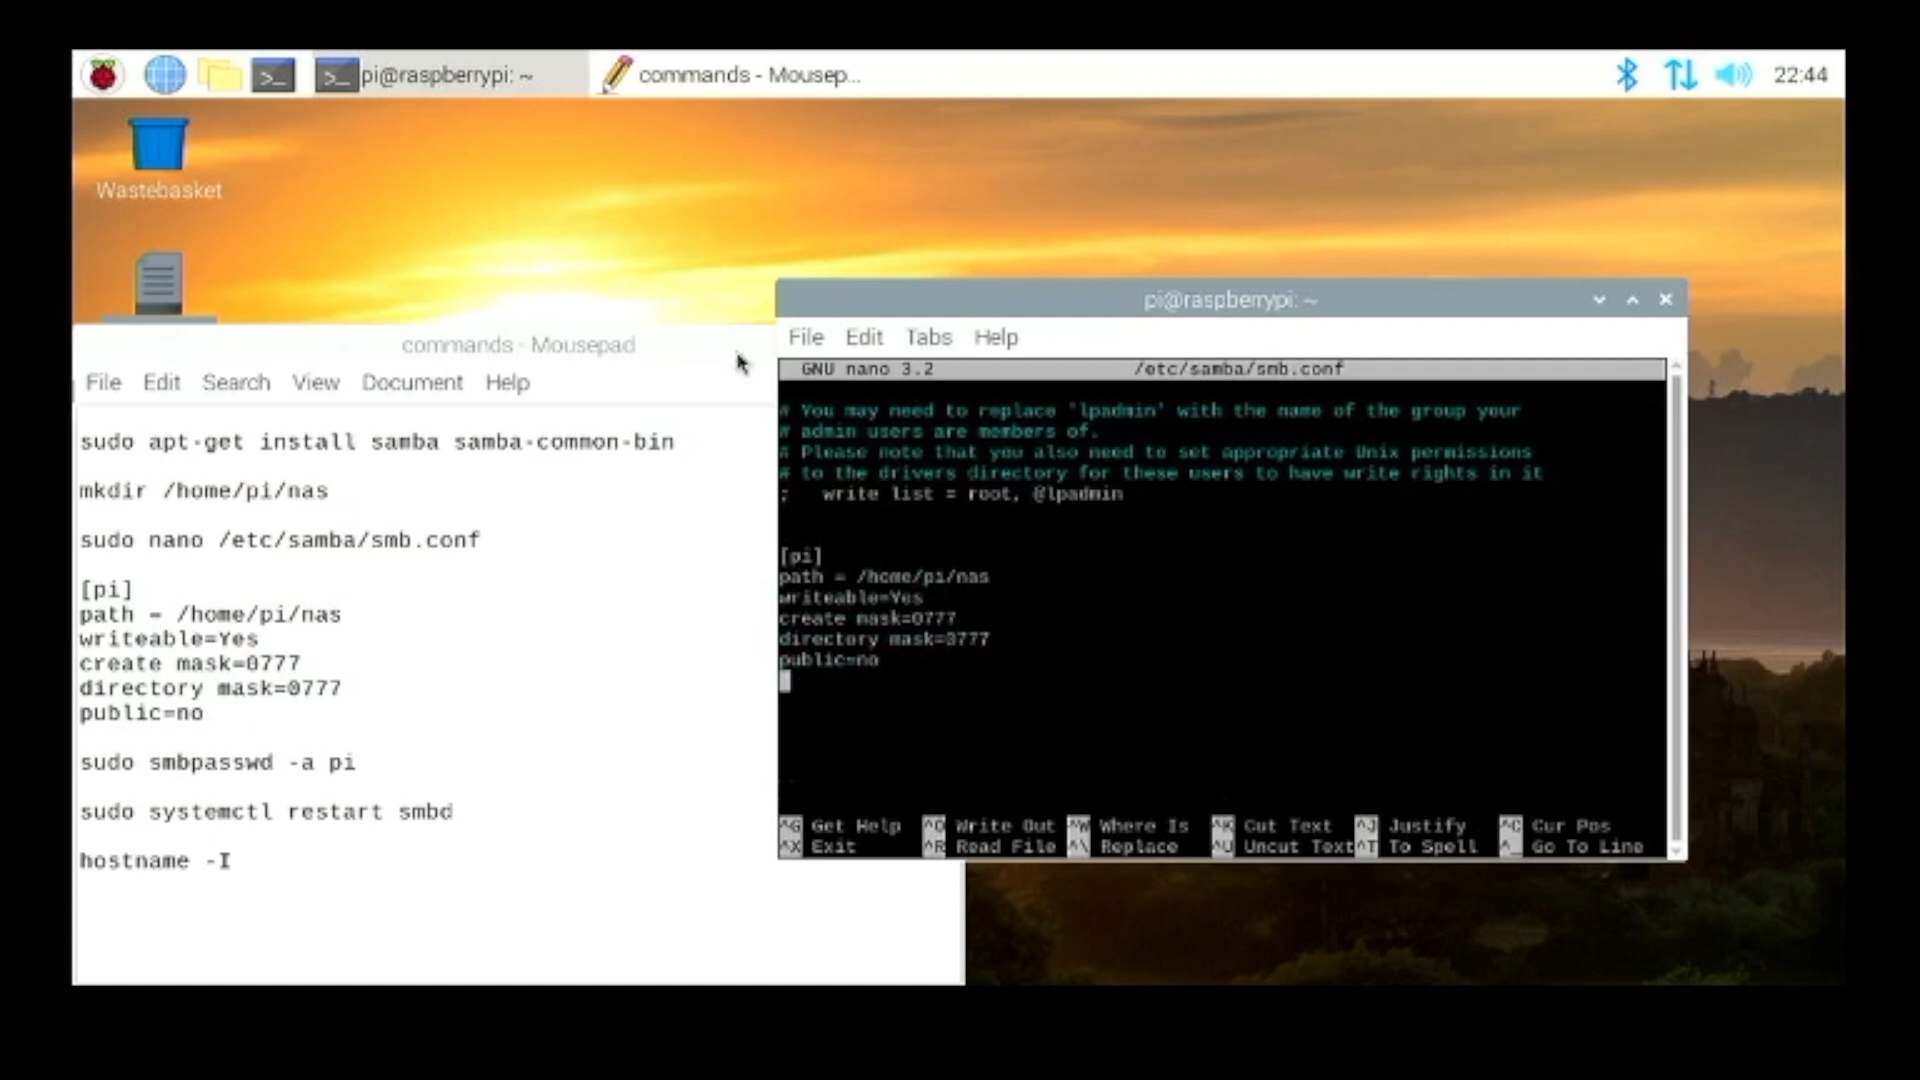 pi@raspberrypi: ~
commands - Mousep...
22:44
Wastebasket
commands - Mousepad
File Edit Search View Document Help
sudo apt-get install samba samba-common-bin
mkdir /home/pi/nas
sudo nano /etc/samba/smb.conf
[pi]
path = /home/pi/nas
writeable=Yes
create mask=0777
directory mask=0777
public=no
sudo smbpasswd -a pi
sudo systemctl restart smbd
hostname -I
pi@raspberrypi: ~
File Edit Tabs Help
GNU nano 3.2 /etc/samba/smb.conf
# You may need to replace 'lpadmin' with the name of the group your
# admin users are members of.
# Please note that you also need to set appropriate Unix permissions
# to the drivers directory for these users to have write rights in it
; write list = root, @lpadmin
[pi]
path = /home/pi/nas
writeable=Yes
create mask=0777
directory mask=0777
public=no
^G Get Help ^O Write Out ^W Where Is ^K Cut Text ^J Justify ^C Cur Pos
^X Exit ^R Read File ^\ Replace ^U Uncut Text ^T To Spell ^_ Go To Line